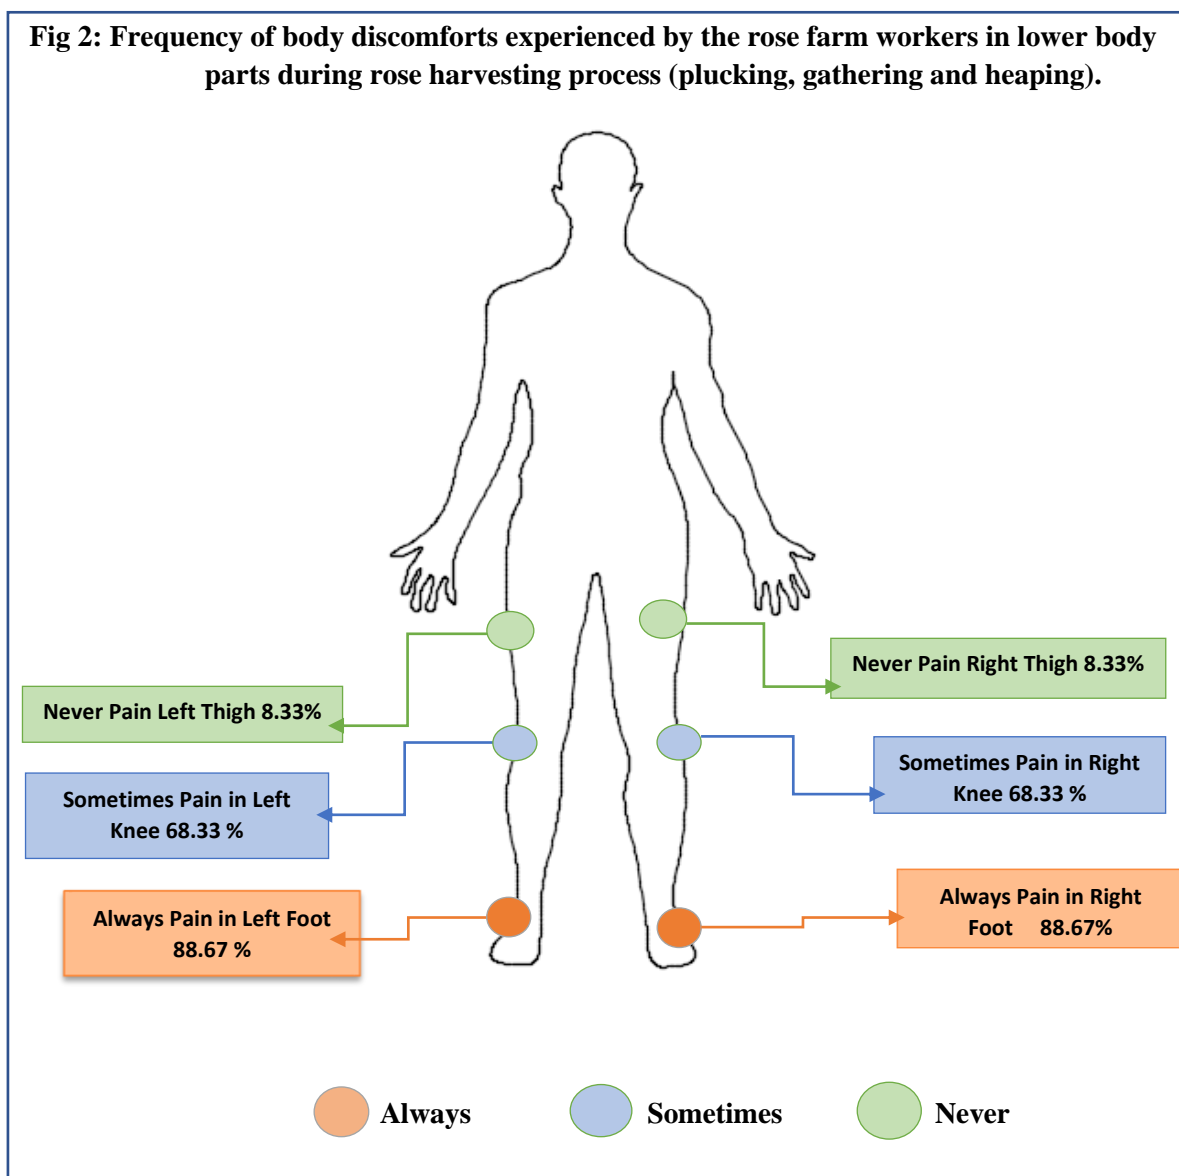 Fig 2: Frequency of body discomforts experienced by the rose farm workers in lower body
parts during rose harvesting process (plucking, gathering and heaping).
Never Pain Right Thigh 8.33%
Never Pain Left Thigh 8.33%
Sometimes Pain in Right
Knee 68.33 %
Sometimes Pain in Left
Knee 68.33 %
Always Pain in Right
Foot 88.67%
Always Pain in Left Foot
88.67 %
Always
Sometimes
Never